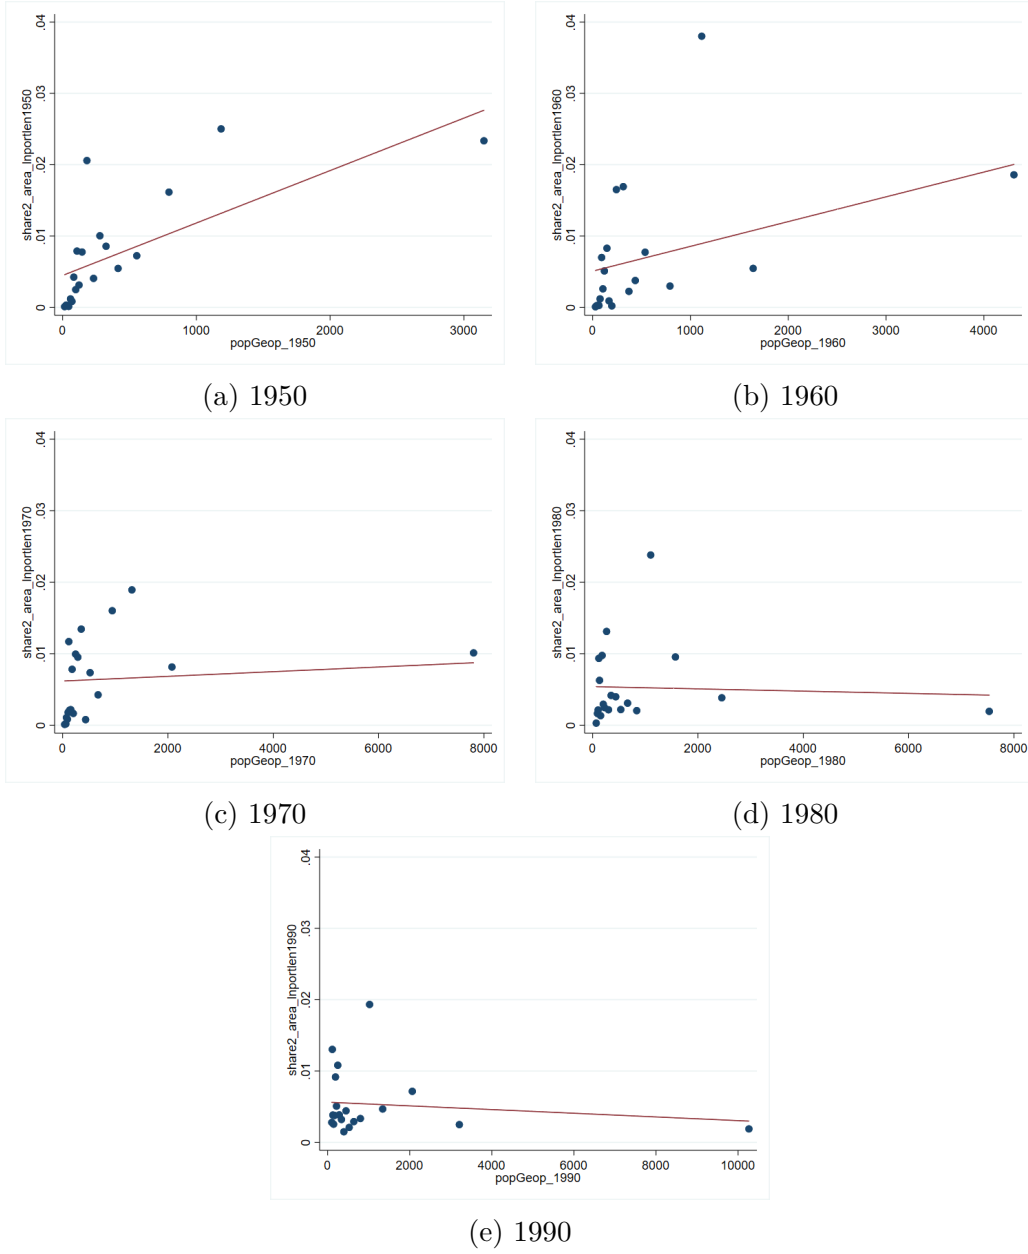 share2_area_lnportlen1950
.04
.03
.02
.01
0
0 1000 2000 3000
popGeop_1950
(a) 1950
share2_area_lnportlen1960
.04
.03
.02
.01
0
0 1000 2000 3000 4000
popGeop_1960
(b) 1960
share2_area_lnportlen1970
.04
.03
.02
.01
0
0 2000 4000 6000 8000
popGeop_1970
(c) 1970
share2_area_lnportlen1980
.04
.03
.02
.01
0
0 2000 4000 6000 8000
popGeop_1980
(d) 1980
share2_area_lnportlen1990
.04
.03
.02
.01
0
0 2000 4000 6000 8000 10000
popGeop_1990
(e) 1990